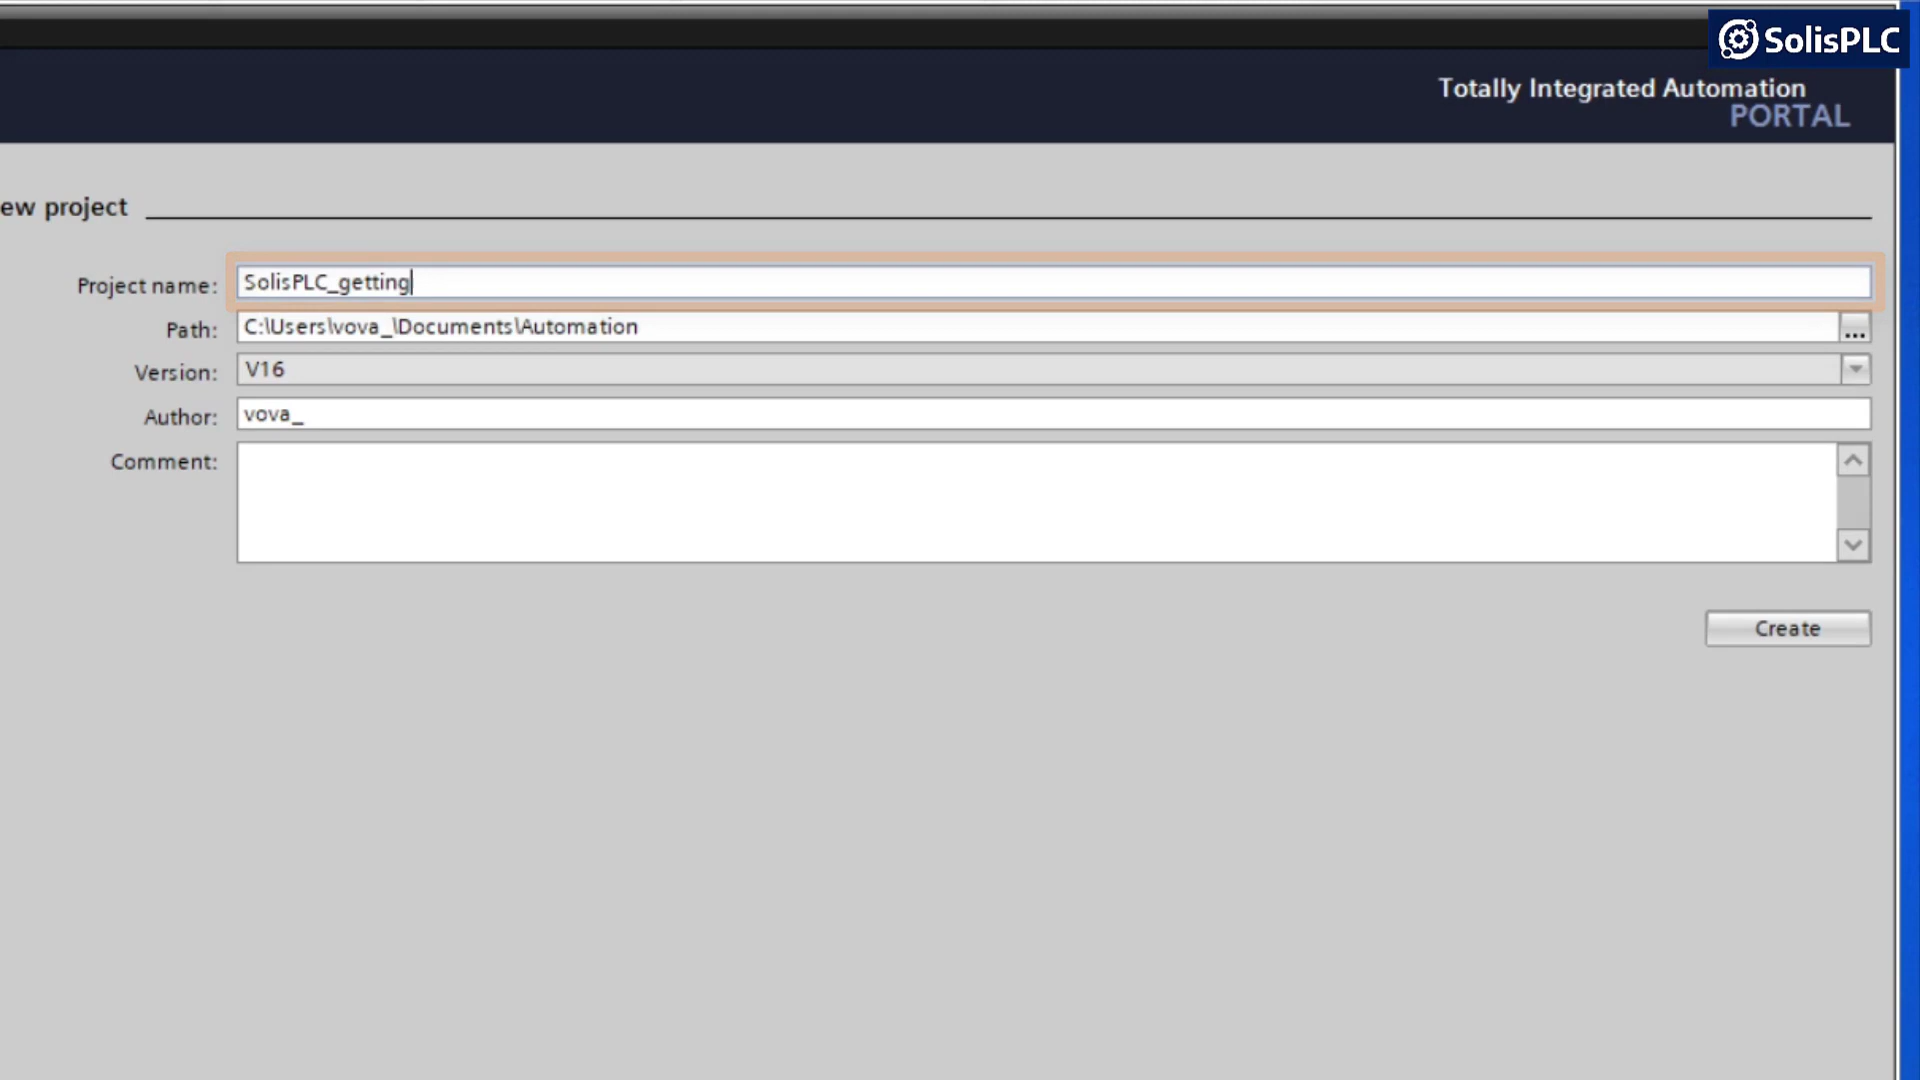 SolisPLC
Totally Integrated Automation
PORTAL
ew project
Project name: SolisPLC_getting
Path: C:\Users\vova_\Documents\Automation
...
Version: V16
Author: vova_
Comment:
Create